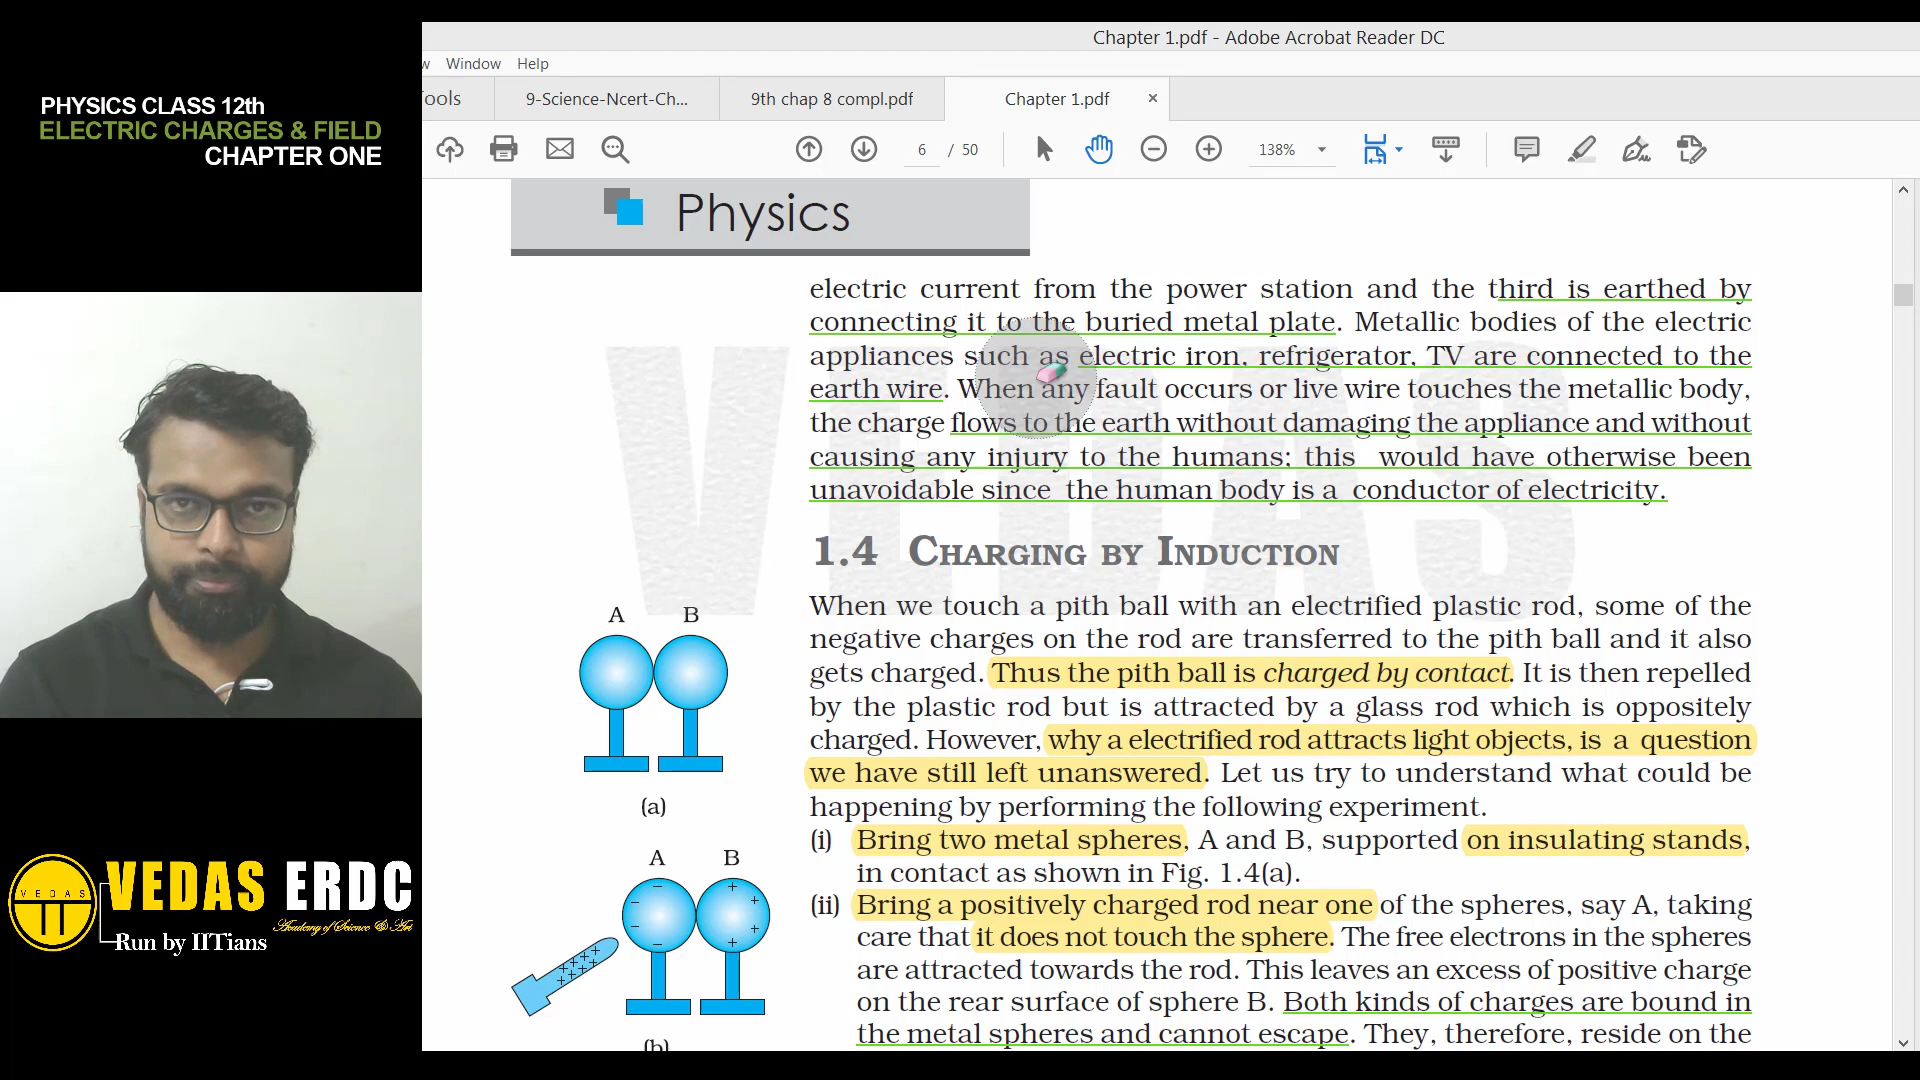 Chapter 1.pdf - Adobe Acrobat Reader DC
w Window Help
Tools 9-Science-Ncert-Ch... 9th chap 8 compl.pdf Chapter 1.pdf ×
6 / 50 138%
PHYSICS CLASS 12th
ELECTRIC CHARGES & FIELD
CHAPTER ONE
Physics
electric current from the power station and the third is earthed by
connecting it to the buried metal plate. Metallic bodies of the electric
appliances such as electric iron, refrigerator, TV are connected to the
earth wire. When any fault occurs or live wire touches the metallic body,
the charge flows to the earth without damaging the appliance and without
causing any injury to the humans; this would have otherwise been
unavoidable since the human body is a conductor of electricity.
VEDAS
1.4 CHARGING BY INDUCTION
When we touch a pith ball with an electrified plastic rod, some of the
negative charges on the rod are transferred to the pith ball and it also
gets charged. Thus the pith ball is charged by contact. It is then repelled
by the plastic rod but is attracted by a glass rod which is oppositely
charged. However, why a electrified rod attracts light objects, is a question
we have still left unanswered. Let us try to understand what could be
happening by performing the following experiment.
(i) Bring two metal spheres, A and B, supported on insulating stands,
in contact as shown in Fig. 1.4(a).
(ii) Bring a positively charged rod near one of the spheres, say A, taking
care that it does not touch the sphere. The free electrons in the spheres
are attracted towards the rod. This leaves an excess of positive charge
on the rear surface of sphere B. Both kinds of charges are bound in
the metal spheres and cannot escape. They, therefore, reside on the
A B
(a)
A B
(b)
VEDAS
VEDAS ERDC
Academy of Science & Art
Run by IITians